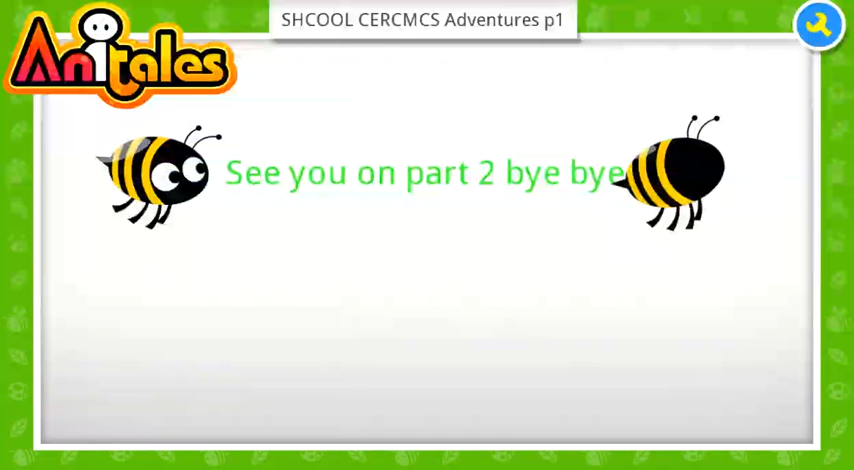 SHCOOL CERCMCS Adventures p1
Anitales
See you on part 2 bye bye